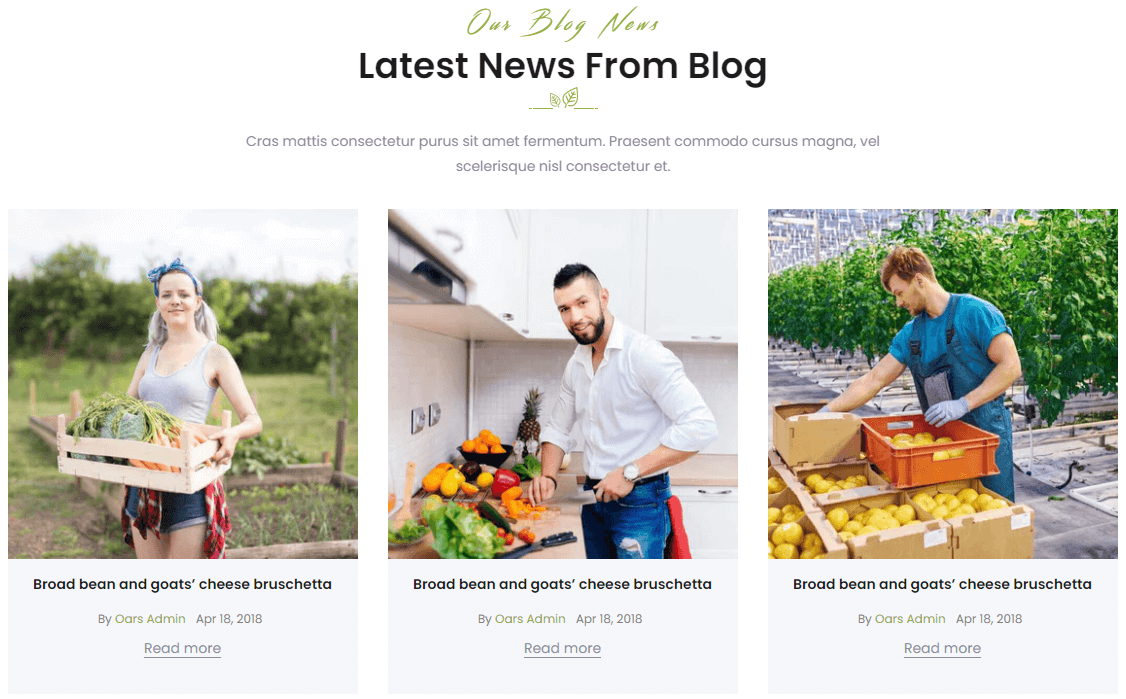 Our Blog News
Latest News From Blog
Cras mattis consectetur purus sit amet fermentum. Praesent commodo cursus magna, vel
scelerisque nisl consectetur et.
Broad bean and goats’ cheese bruschetta
By Oars Admin Apr 18, 2018
Read more
Broad bean and goats’ cheese bruschetta
By Oars Admin Apr 18, 2018
Read more
Broad bean and goats’ cheese bruschetta
By Oars Admin Apr 18, 2018
Read more